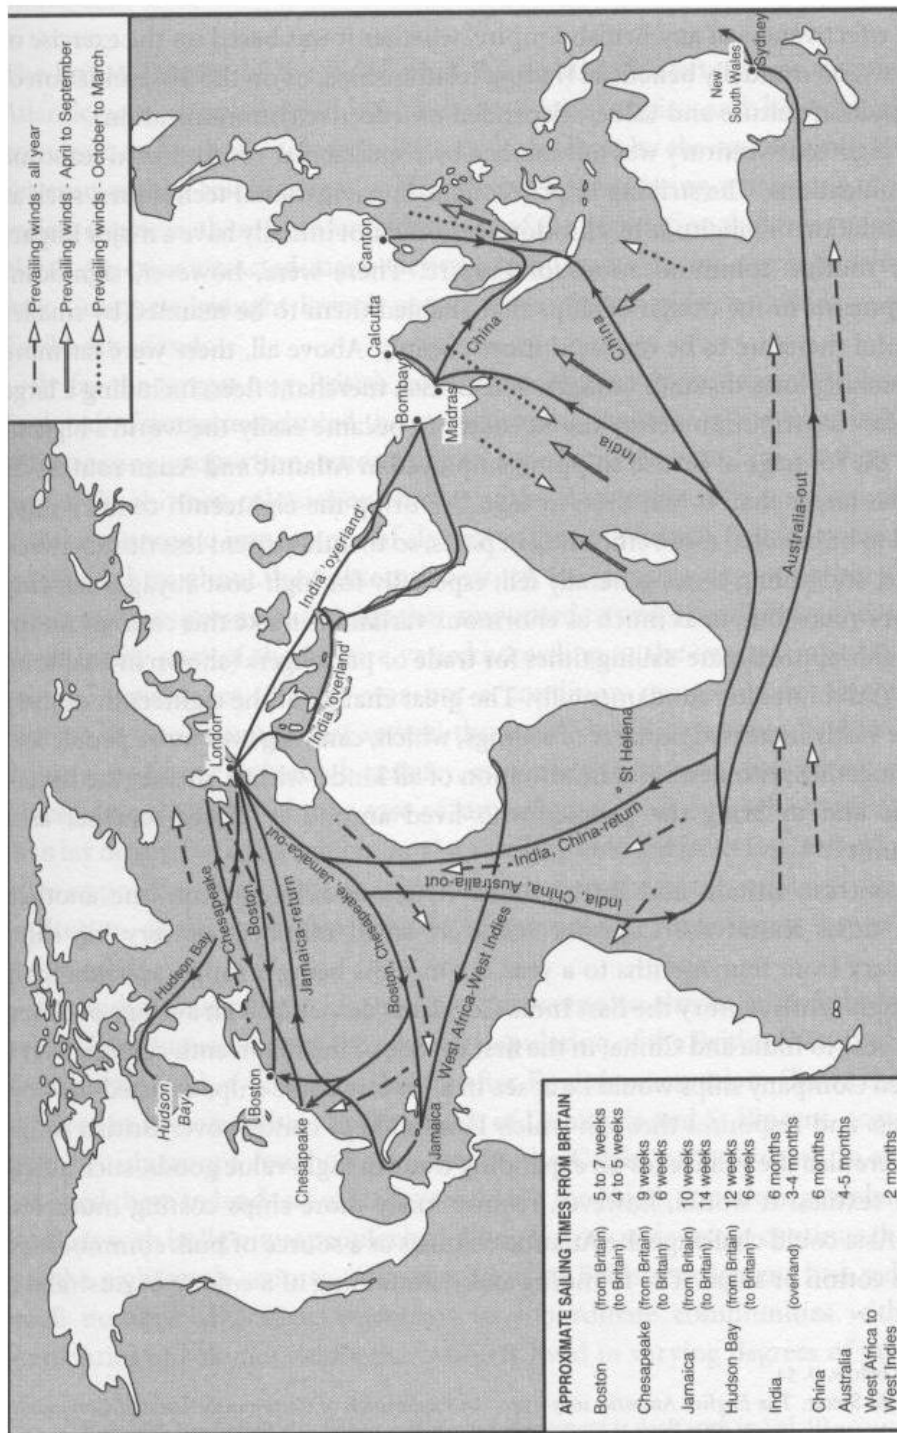 Prevailing winds - all year
Prevailing winds - April to September
Prevailing winds - October to March
Hudson
Bay
Hudson Bay
London
Chesapeake
Boston
Jamaica-return
Boston
Chesapeake
Boston, Chesapeake, Jamaica-out
Jamaica
West Africa-West Indies
India 'overland'
India 'overland'
India, China-return
India, China, Australia-out
St Helena
Bombay
Calcutta
Madras
Canton
China
China
India
Australia-out
New
South Wales
Sydney
APPROXIMATE SAILING TIMES FROM BRITAIN
Boston (from Britain) 5 to 7 weeks
(to Britain) 4 to 5 weeks
Chesapeake (from Britain) 9 weeks
(to Britain) 6 weeks
Jamaica (from Britain) 10 weeks
(to Britain) 14 weeks
Hudson Bay (from Britain) 12 weeks
(to Britain) 6 weeks
India 6 months
(overland) 3-4 months
China 6 months
Australia 4-5 months
West Africa to
West Indies 2 months